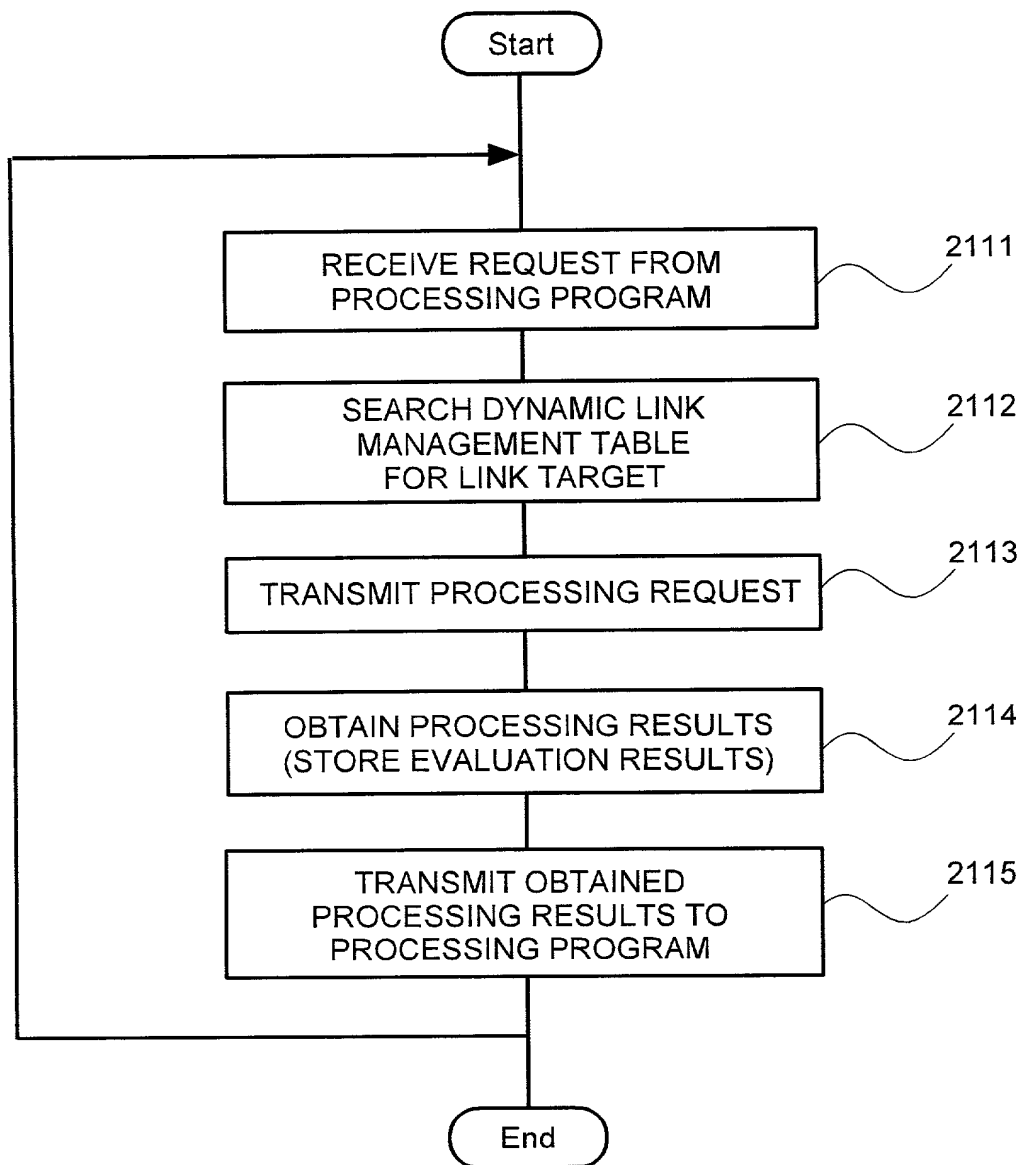 Start
RECEIVE REQUEST FROM
PROCESSING PROGRAM
2111
SEARCH DYNAMIC LINK
MANAGEMENT TABLE
FOR LINK TARGET
2112
TRANSMIT PROCESSING REQUEST
2113
OBTAIN PROCESSING RESULTS
(STORE EVALUATION RESULTS)
2114
TRANSMIT OBTAINED
PROCESSING RESULTS TO
PROCESSING PROGRAM
2115
End